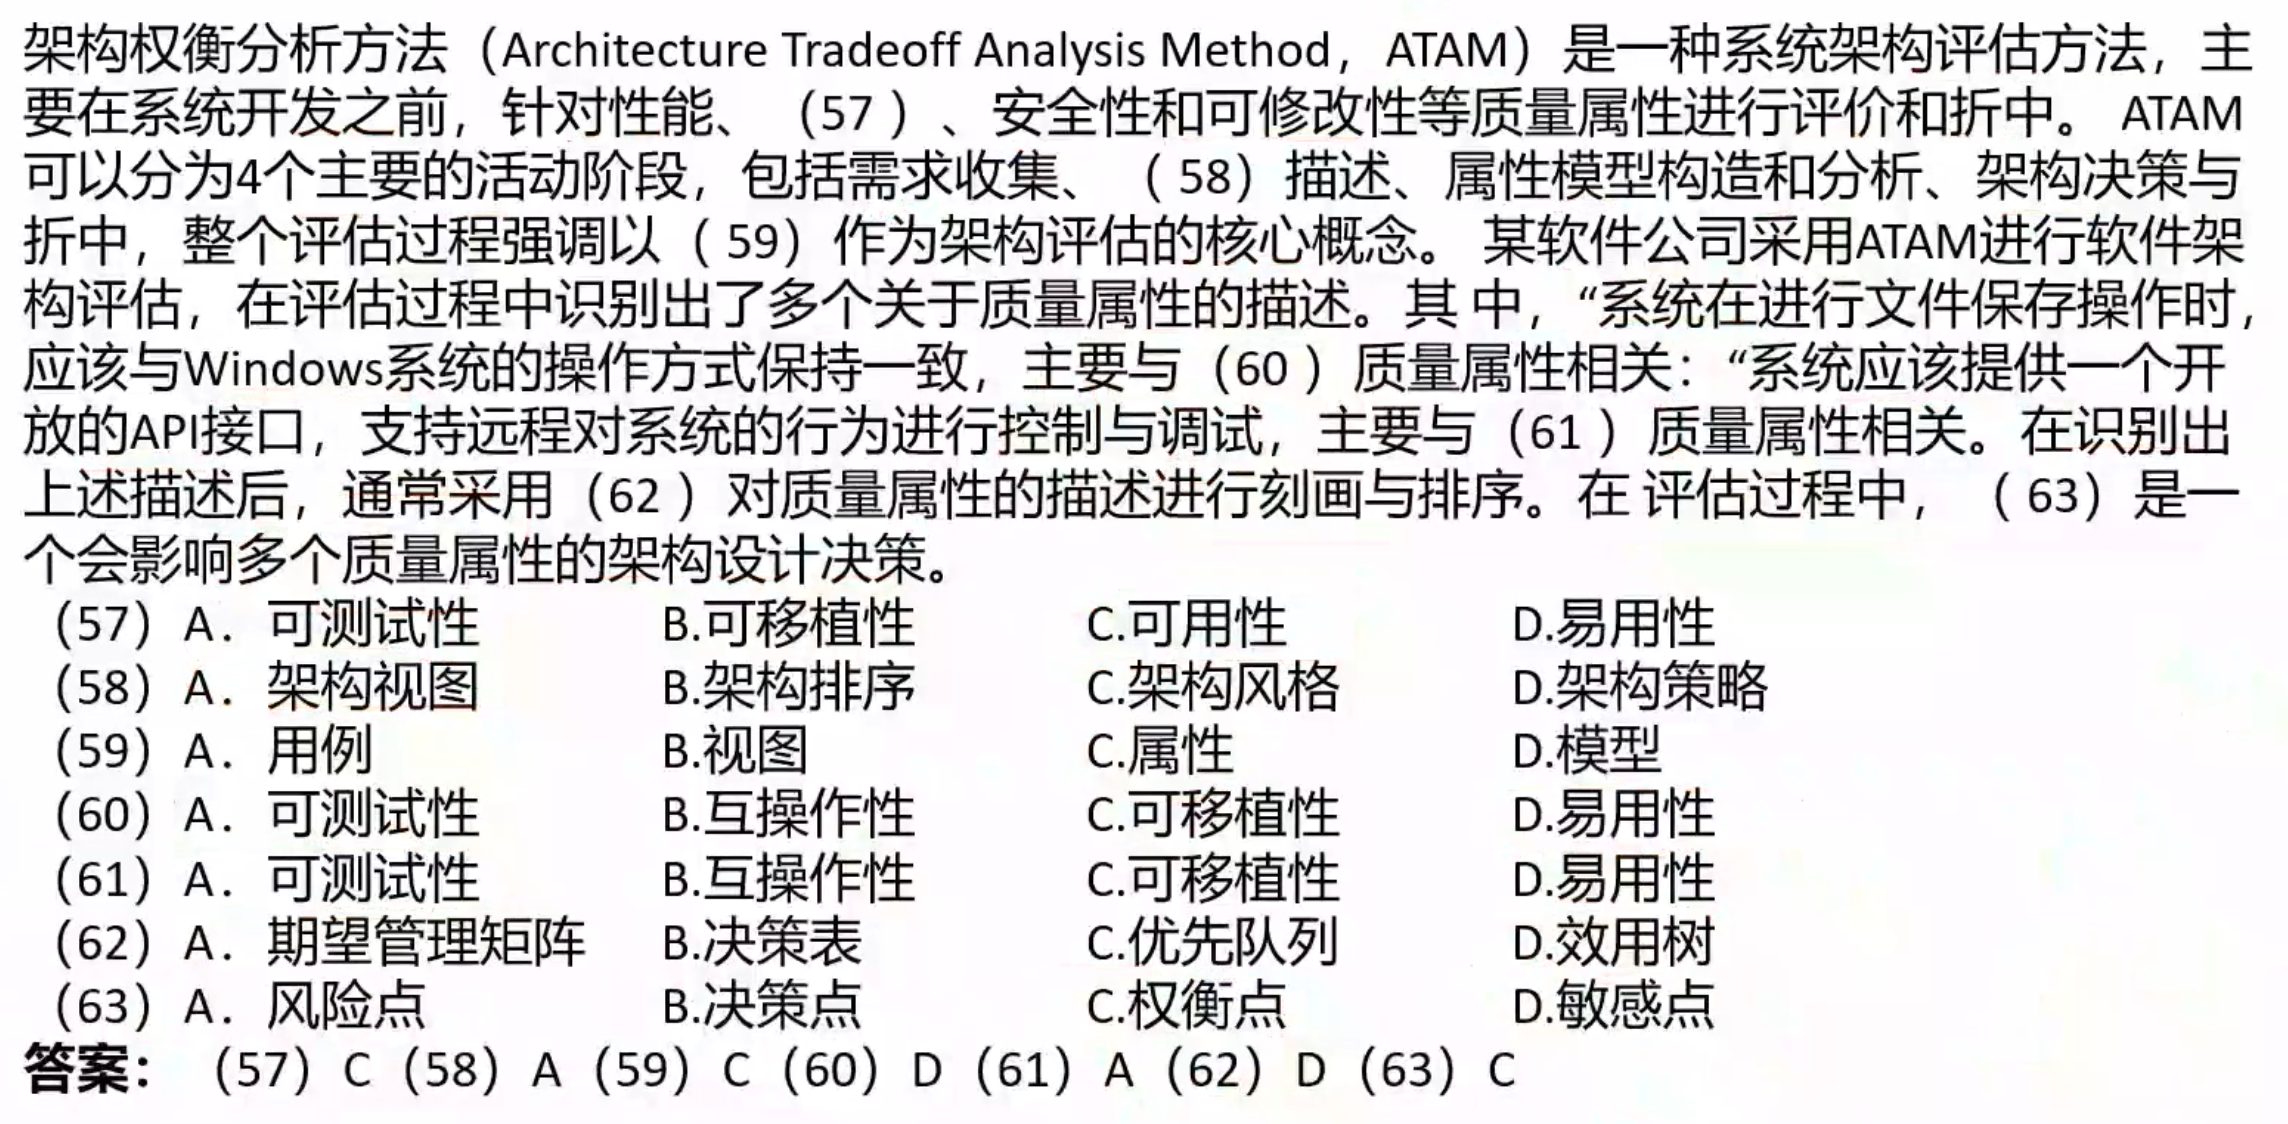 架构权衡分析方法（Architecture Tradeoff Analysis Method，ATAM）是一种系统架构评估方法，主
要在系统开发之前，针对性能、（57 ）、安全性和可修改性等质量属性进行评价和折中。 ATAM
可以分为4个主要的活动阶段，包括需求收集、（ 58）描述、属性模型构造和分析、架构决策与
折中，整个评估过程强调以（ 59）作为架构评估的核心概念。 某软件公司采用ATAM进行软件架
构评估，在评估过程中识别出了多个关于质量属性的描述。其 中，“系统在进行文件保存操作时，
应该与Windows系统的操作方式保持一致，主要与（60 ）质量属性相关：“系统应该提供一个开
放的API接口，支持远程对系统的行为进行控制与调试，主要与（61 ）质量属性相关。在识别出
上述描述后，通常采用（62 ）对质量属性的描述进行刻画与排序。在 评估过程中，（ 63）是一
个会影响多个质量属性的架构设计决策。
（57）A．可测试性 B.可移植性 C.可用性 D.易用性
（58）A．架构视图 B.架构排序 C.架构风格 D.架构策略
（59）A．用例 B.视图 C.属性 D.模型
（60）A．可测试性 B.互操作性 C.可移植性 D.易用性
（61）A．可测试性 B.互操作性 C.可移植性 D.易用性
（62）A．期望管理矩阵 B.决策表 C.优先队列 D.效用树
（63）A．风险点 B.决策点 C.权衡点 D.敏感点
答案：（57）C（58）A（59）C（60）D（61）A（62）D（63）C